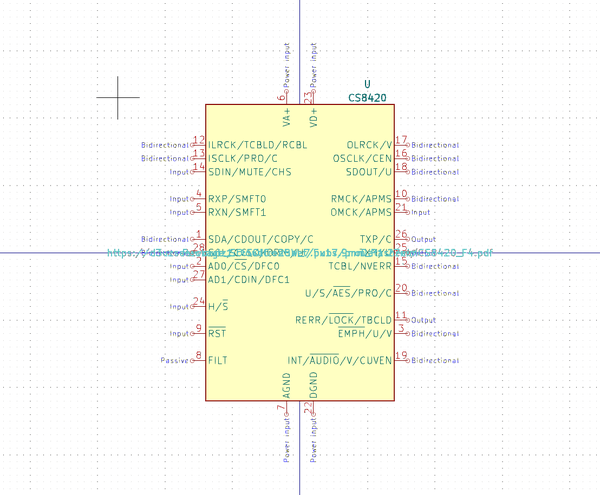 Power input
Power input
6
23
U
CS8420
VA+
VD+
Bidirectional 12 ILRCK/TCBLD/RCBL OLRCK/V 17 Bidirectional
Bidirectional 13 ISCLK/PRO/C OSCLK/CEN 16 Bidirectional
Input 14 SDIN/MUTE/CHS SDOUT/U 18 Bidirectional
Input 4 RXP/SMFT0 RMCK/APMS 10 Bidirectional
Input 5 RXN/SMFT1 OMCK/APMS 21 Input
Bidirectional 1 SDA/CDOUT/COPY/C TXP/C 26 Output
28 25
Input 2 AD0/CS/DFC0 TCBL/NVERR 15 Bidirectional
Input 27 AD1/CDIN/DFC1
U/S/AES/PRO/C 20 Bidirectional
Input 24 H/S
RERR/LOCK/TBCLD 11 Output
Input 9 RST EMPH/U/V 3 Bidirectional
Passive 8 FILT INT/AUDIO/V/CUVEN 19 Bidirectional
AGND
DGND
7
22
Power input
Power input